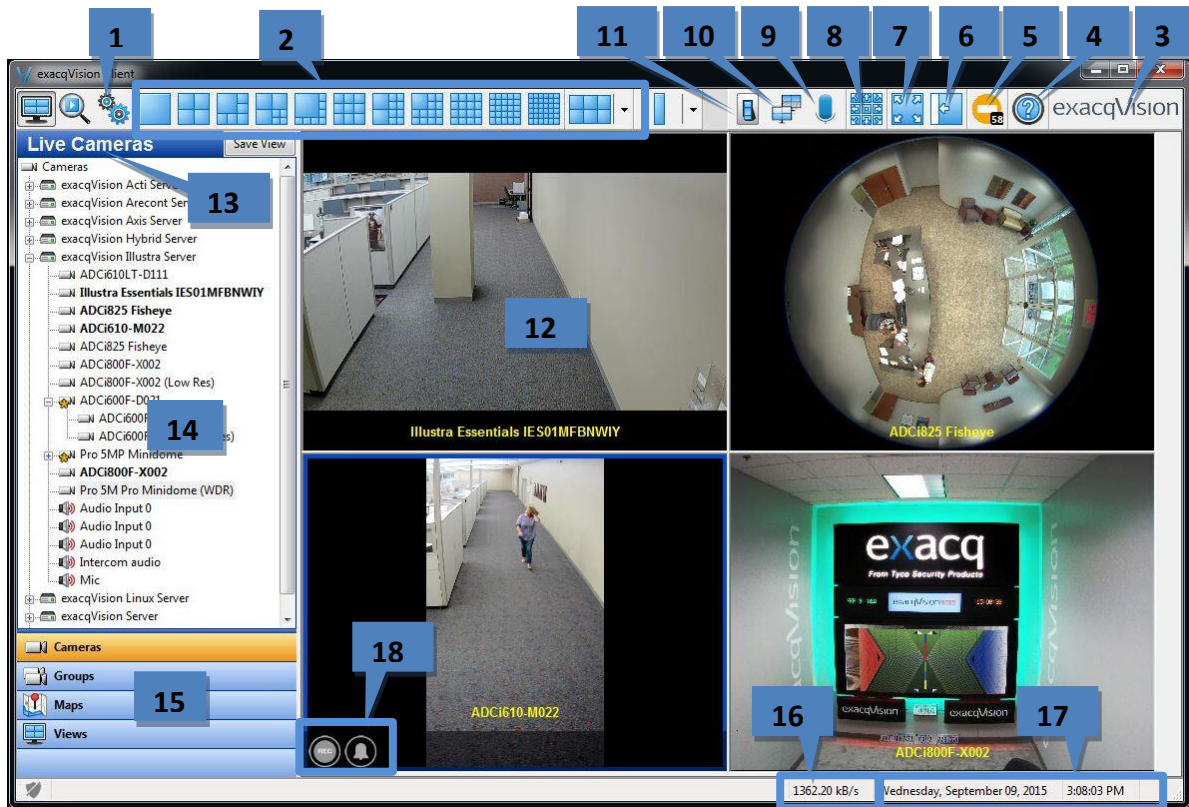 1
2
11
10
9
8
7
6
5
4
3
exacqVision Client
58
exacqVision
Live Cameras
Save View
13
Cameras
exacqVision Acti Serv
exacqVision Arecont Ser
exacqVision Axis Server
exacqVision Hybrid Server
exacqVision Illustra Server
ADCi610LT-D111
Illustra Essentials IES01MFBNWIY
ADCi825 Fisheye
ADCi610-M022
ADCi825 Fisheye
ADCi800F-X002
ADCi800F-X002 (Low Res)
ADCi600F-D021
ADCi600F
ADCi600F es)
14
Pro 5MP Minidome
ADCi800F-X002
Pro 5M Pro Minidome (WDR)
Audio Input 0
Audio Input 0
Audio Input 0
Intercom audio
Mic
exacqVision Linux Server
exacqVision Server
Cameras
Groups
Maps
Views
15
12
Illustra Essentials IES01MFBNWIY
ADCi825 Fisheye
18
ADCi610-M022
REC
exacqVision
exacqVision
exacq
From Tyco Security Products
exacqVision
exacqVision
exacqVision
16
17
ADCi800F-X002
1362.20 kB/s
Wednesday, September 09, 2015
3:08:03 PM